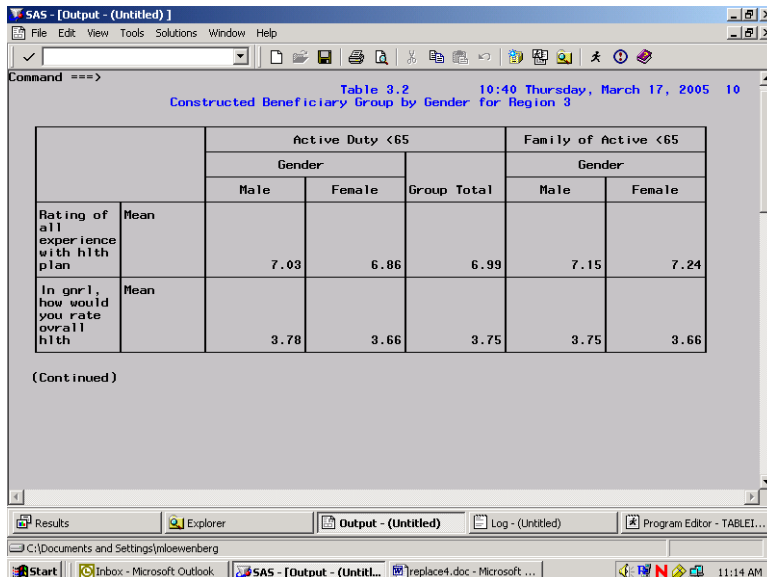 SAS - [Output - (Untitled) ]
File Edit View Tools Solutions Window Help
Command ===>
Table 3.2 10:40 Thursday, March 17, 2005 10
Constructed Beneficiary Group by Gender for Region 3
Active Duty <65 Family of Active <65
Gender Gender
Male Female Group Total Male Female
Rating of Mean
all
experience
with hlth
plan 7.03 6.86 6.99 7.15 7.24
In gnrl, Mean
how would
you rate
ovrall
hlth 3.78 3.66 3.75 3.75 3.66
(Continued)
Results Explorer Output - (Untitled) Log - (Untitled) Program Editor - TABLEI...
C:\Documents and Settings\mloewenberg
Start Inbox - Microsoft Outlook SAS - [Output - (Untitl... replace4.doc - Microsoft ... N 11:14 AM